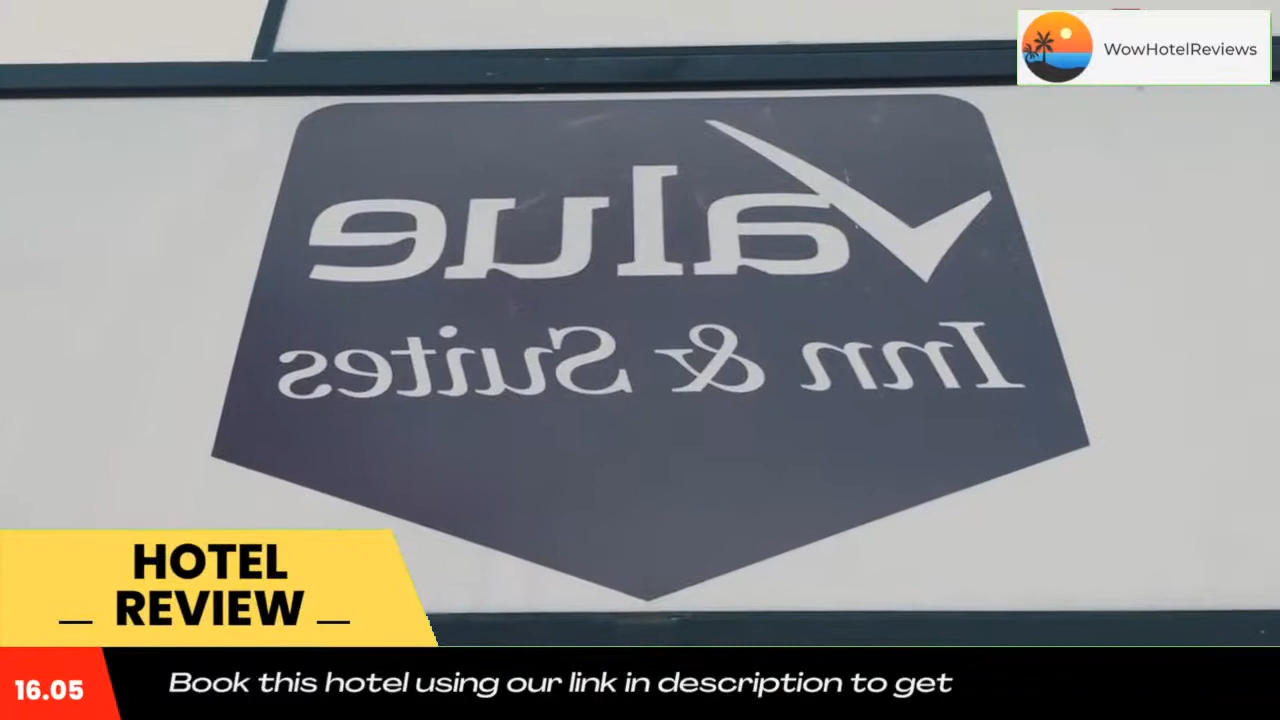 WowHotelReviews
Value
Inn & Suites
HOTEL
REVIEW
16.05
Book this hotel using our link in description to get